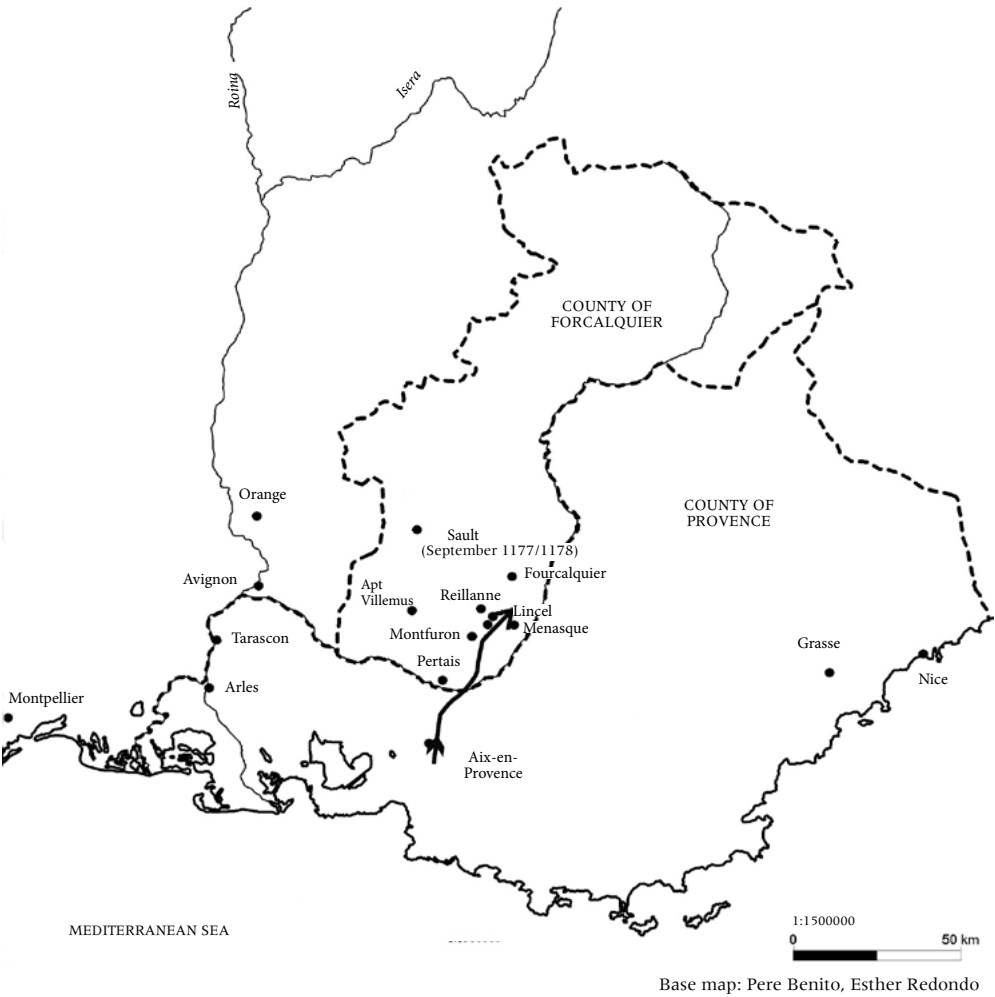 Roing
Isera
COUNTY OF
FORCALQUIER
Orange
COUNTY OF
PROVENCE
Sault
(September 1177/1178)
Avignon
Fourcalquier
Apt
Villemus
Reillanne
Lincel
Montfuron
Menasque
Tarascon
Grasse
Pertais
Nice
Arles
Montpellier
Aix-en-
Provence
MEDITERRANEAN SEA
1:1500000
0 50 km
Base map: Pere Benito, Esther Redondo